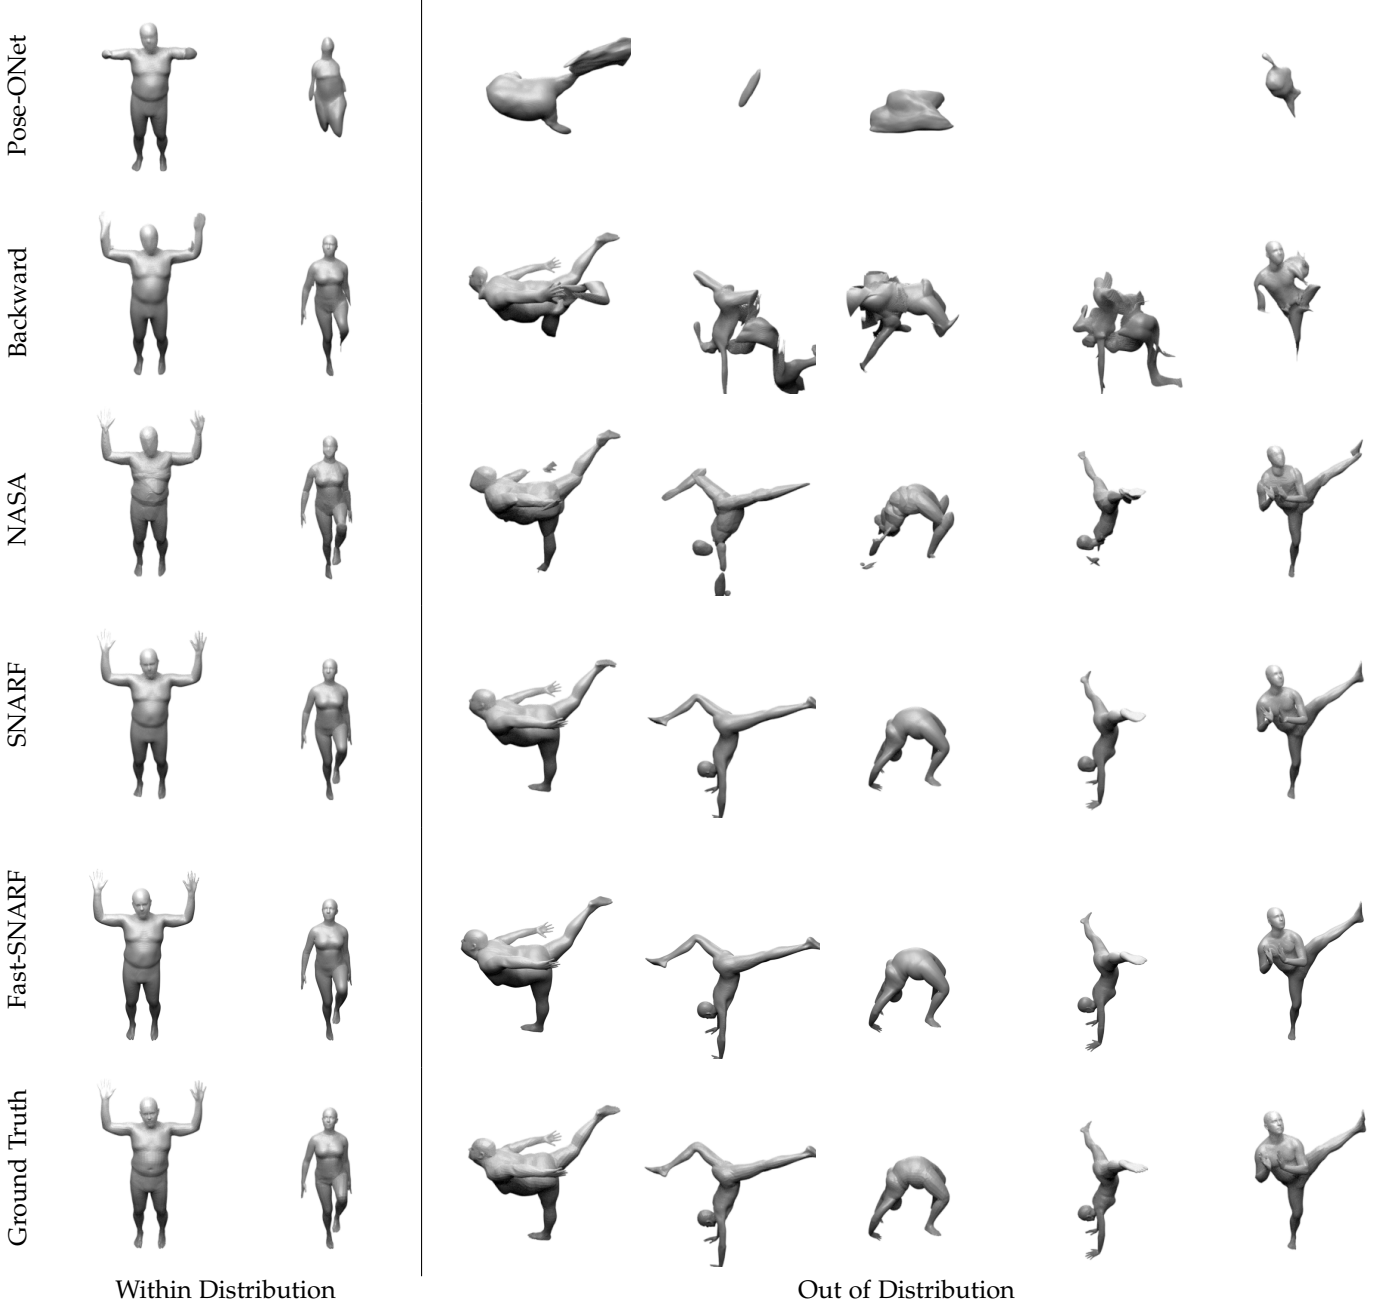 Pose-ONet
Backward
NASA
SNARF
Fast-SNARF
Ground Truth
Within Distribution
Out of Distribution